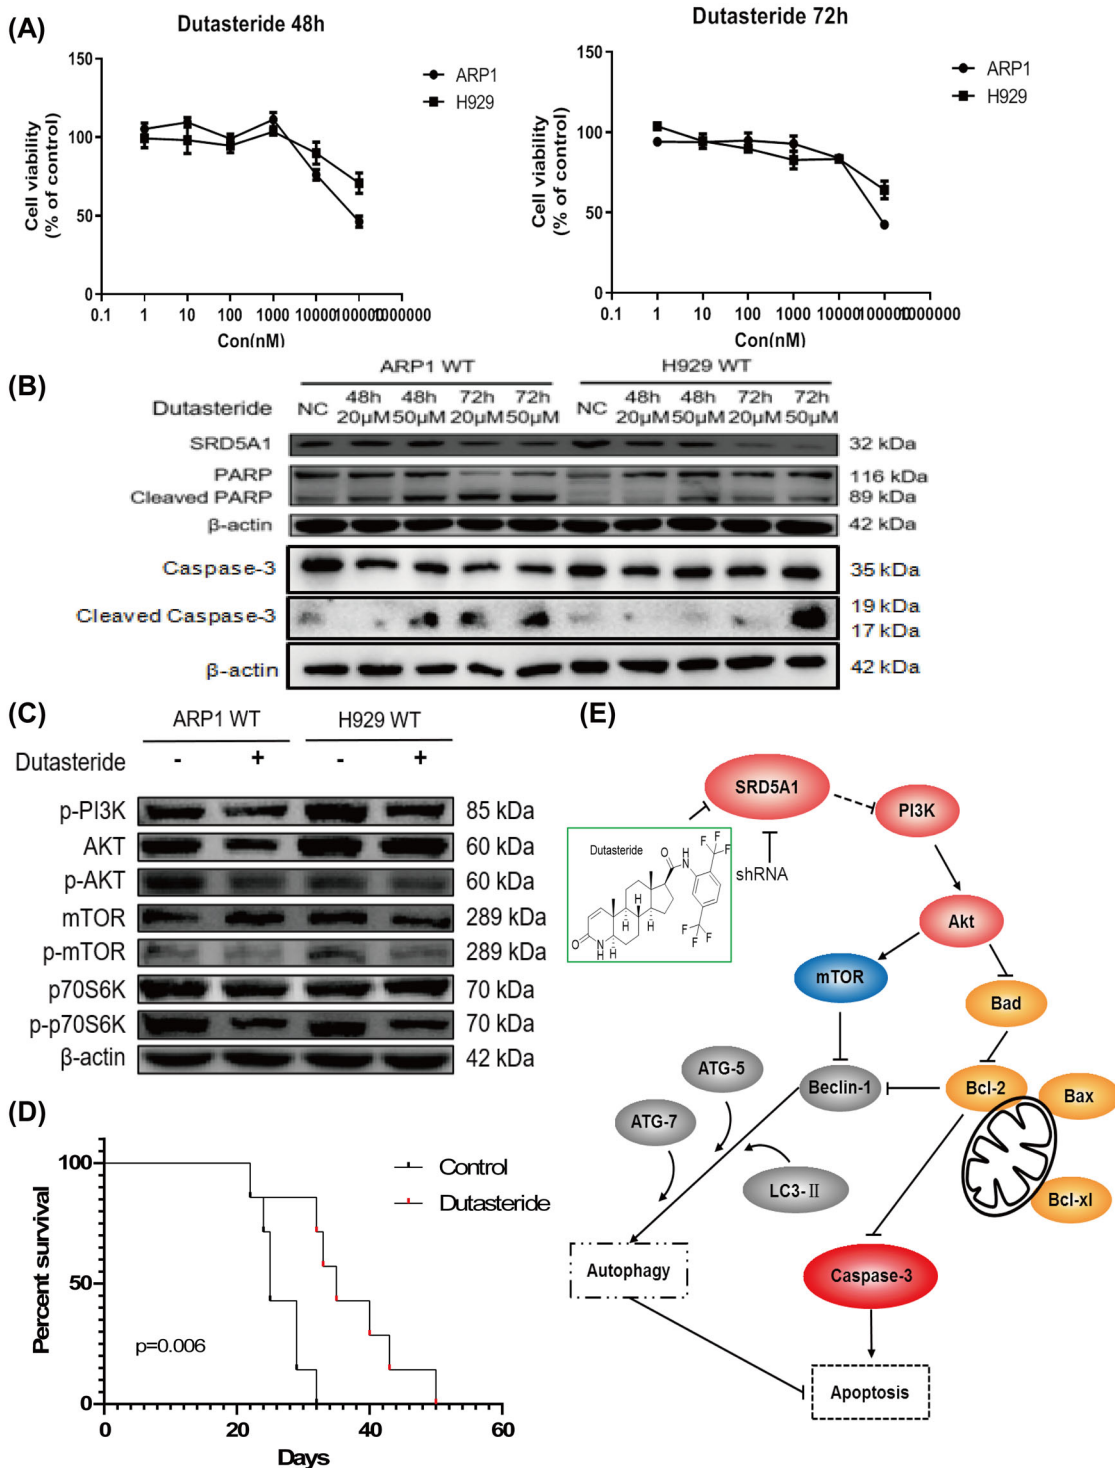 (A)
Dutasteride 48h
Dutasteride 72h
150
100
50
0
Cell viability
(% of control)
ARP1
H929
0.1 1 10 100 1000 10000 100000 1000000
Con(nM)
150
100
50
0
Cell viability
(% of control)
ARP1
H929
0.1 1 10 100 1000 10000 100000 1000000
Con(nM)
(B)
ARP1 WT H929 WT
Dutasteride NC 48h 20μM 48h 50μM 72h 20μM 72h 50μM NC 48h 20μM 48h 50μM 72h 20μM 72h 50μM
SRD5A1 32 kDa
PARP 116 kDa
Cleaved PARP 89 kDa
β-actin 42 kDa
Caspase-3 35 kDa
Cleaved Caspase-3 19 kDa
17 kDa
β-actin 42 kDa
(C)
ARP1 WT H929 WT
Dutasteride - + - +
p-PI3K 85 kDa
AKT 60 kDa
p-AKT 60 kDa
mTOR 289 kDa
p-mTOR 289 kDa
p70S6K 70 kDa
p-p70S6K 70 kDa
β-actin 42 kDa
(D)
100
50
0
Percent survival
Control
Dutasteride
p=0.006
0 20 40 60
Days
(E)
SRD5A1
PI3K
Dutasteride
O
N
H
F
F
F
H
H
H
O
N
H
H
F
F
F
shRNA
Akt
mTOR
Bad
ATG-5
Beclin-1
Bcl-2
Bax
ATG-7
LC3-Ⅱ
Bcl-xl
Autophagy
Caspase-3
Apoptosis